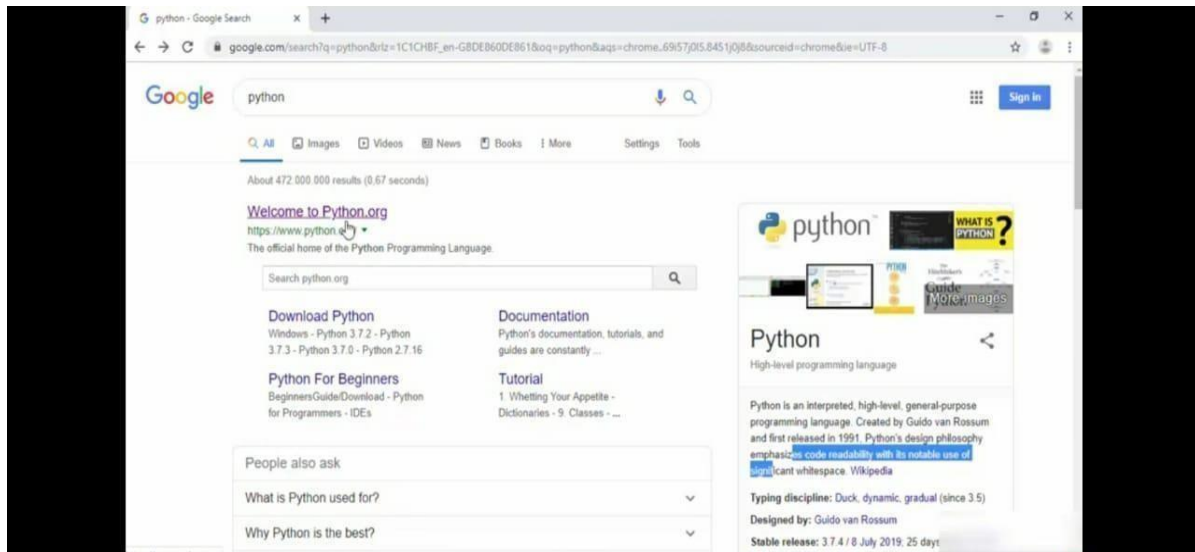 python - Google Search
google.com/search?q=python&rlz=1C1CHBF_en-GBDE860DE861&oq=python&aqs=chrome..69i57j0l5.8451j0j8&sourceid=chrome&ie=UTF-8
Google
python
Sign in
All Images Videos News Books More Settings Tools
About 472.000.000 results (0,67 seconds)
Welcome to Python.org
https://www.python.
The official home of the Python Programming Language.
Search python.org
Download Python
Windows - Python 3.7.2 - Python
3.7.3 - Python 3.7.0 - Python 2.7.16
Documentation
Python's documentation, tutorials, and
guides are constantly ...
Python For Beginners
BeginnersGuide/Download - Python
for Programmers - IDEs
Tutorial
1. Whetting Your Appetite -
Dictionaries - 9. Classes - ...
People also ask
What is Python used for?
Why Python is the best?
python
WHAT IS
PYTHON ?
PYTHON
Guide
More images
Python
High-level programming language
Python is an interpreted, high-level, general-purpose
programming language. Created by Guido van Rossum
and first released in 1991. Python's design philosophy
emphasizes code readability with its notable use of
significant whitespace. Wikipedia
Typing discipline: Duck, dynamic, gradual (since 3.5)
Designed by: Guido van Rossum
Stable release: 3.7.4 / 8 July 2019; 25 days